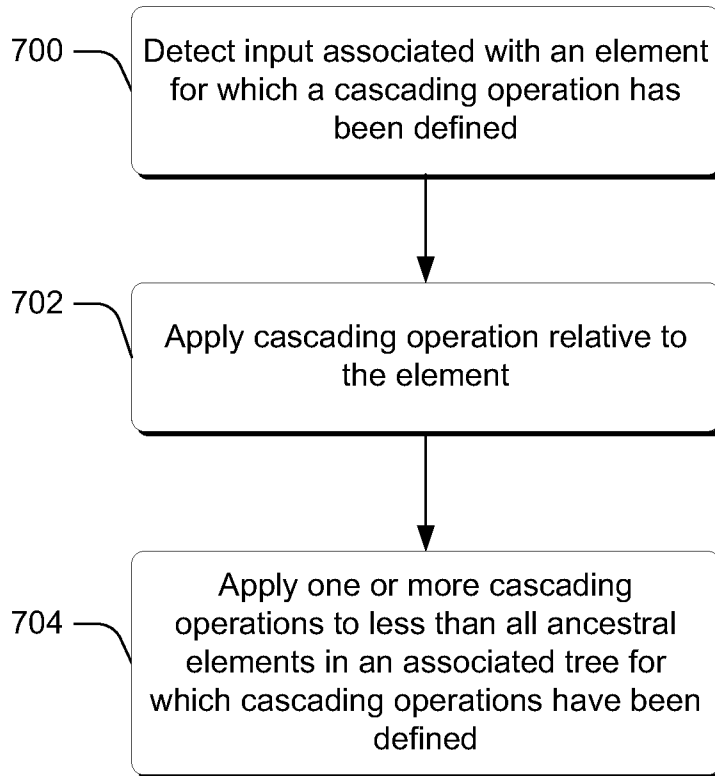 700
Detect input associated with an element
for which a cascading operation has
been defined
702
Apply cascading operation relative to
the element
704
Apply one or more cascading
operations to less than all ancestral
elements in an associated tree for
which cascading operations have been
defined